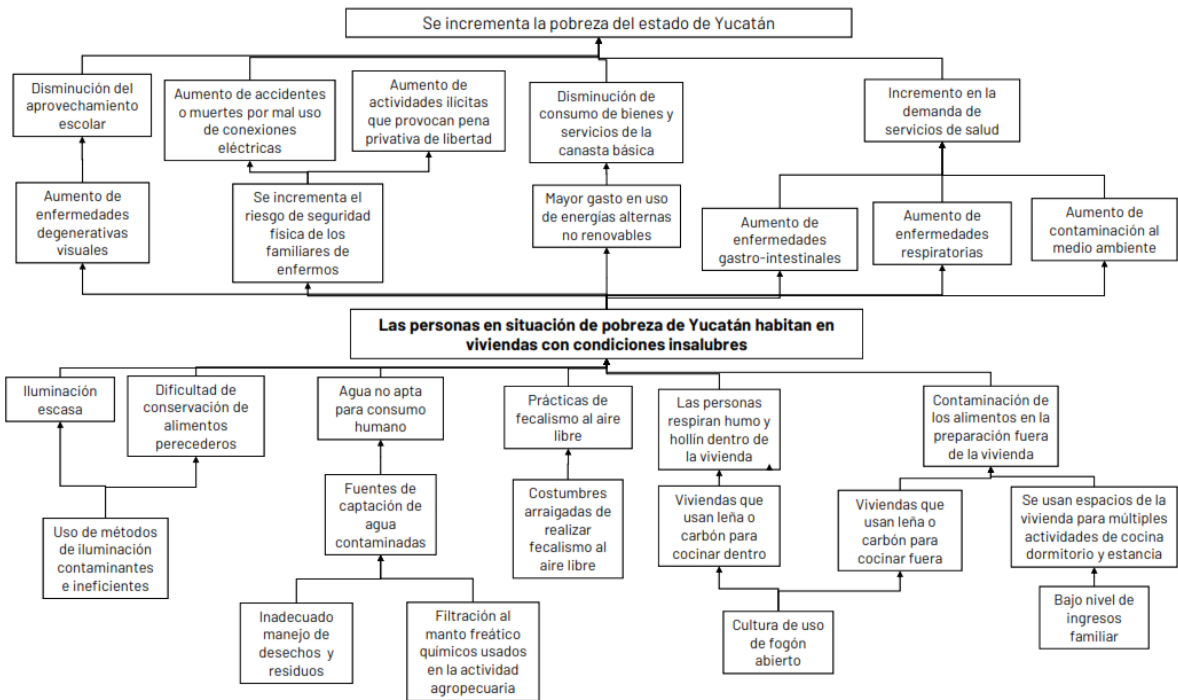 Se incrementa la pobreza del estado de Yucatán
Disminución del
aprovechamiento
escolar
Aumento de accidentes
o muertes por mal uso
de conexiones
eléctricas
Aumento de
actividades ilícitas
que provocan pena
privativa de libertad
Disminución de
consumo de bienes y
servicios de la
canasta básica
Incremento en la
demanda de
servicios de salud
Aumento de
enfermedades
degenerativas
visuales
Se incrementa el
riesgo de seguridad
física de los
familiares de
enfermos
Mayor gasto en uso
de energías alternas
no renovables
Aumento de
enfermedades
gastro-intestinales
Aumento de
enfermedades
respiratorias
Aumento de
contaminación al
medio ambiente
Las personas en situación de pobreza de Yucatán habitan en
viviendas con condiciones insalubres
Iluminación
escasa
Dificultad de
conservación de
alimentos
perecederos
Agua no apta
para consumo
humano
Prácticas de
fecalismo al aire
libre
Las personas
respiran humo y
hollín dentro de
la vivienda
Contaminación de
los alimentos en la
preparación fuera
de la vivienda
Uso de métodos
de iluminación
contaminantes
e ineficientes
Fuentes de
captación de
agua
contaminadas
Costumbres
arraigadas de
realizar
fecalismo al
aire libre
Viviendas que
usan leña o
carbón para
cocinar dentro
Viviendas que
usan leña o
carbón para
cocinar fuera
Se usan espacios de la
vivienda para múltiples
actividades de cocina
dormitorio y estancia
Inadecuado
manejo de
desechos y
residuos
Filtración al
manto freático
químicos usados
en la actividad
agropecuaria
Cultura de uso
de fogón
abierto
Bajo nivel de
ingresos
familiar